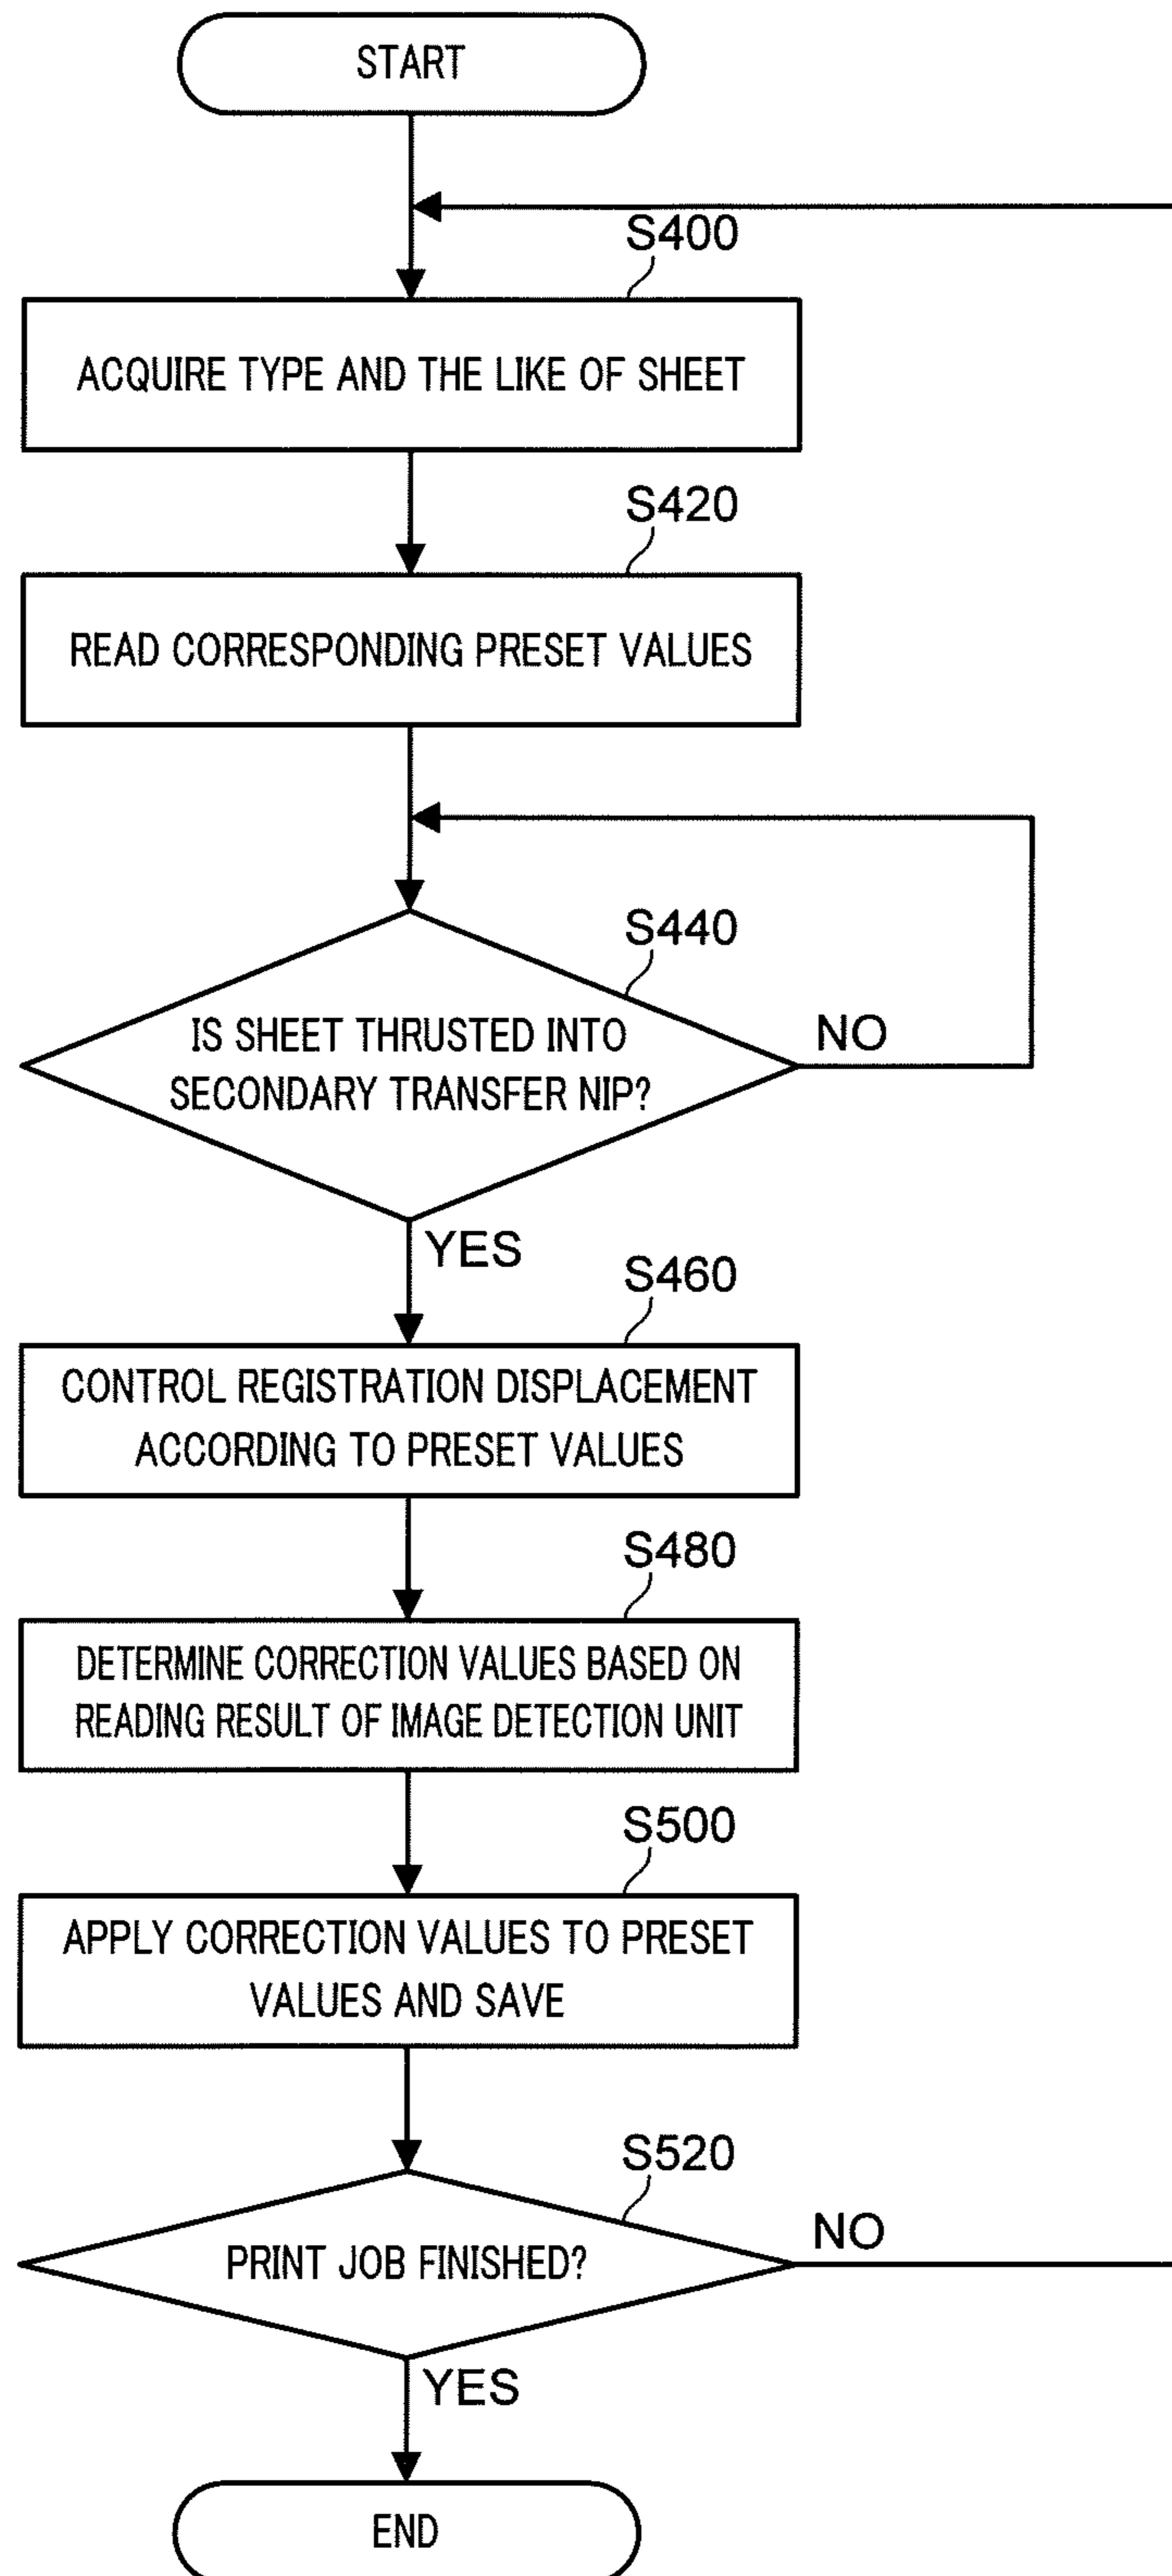 START
S400
ACQUIRE TYPE AND THE LIKE OF SHEET
S420
READ CORRESPONDING PRESET VALUES
S440
IS SHEET THRUSTED INTO
SECONDARY TRANSFER NIP?
NO
YES
S460
CONTROL REGISTRATION DISPLACEMENT
ACCORDING TO PRESET VALUES
S480
DETERMINE CORRECTION VALUES BASED ON
READING RESULT OF IMAGE DETECTION UNIT
S500
APPLY CORRECTION VALUES TO PRESET
VALUES AND SAVE
S520
PRINT JOB FINISHED?
NO
YES
END